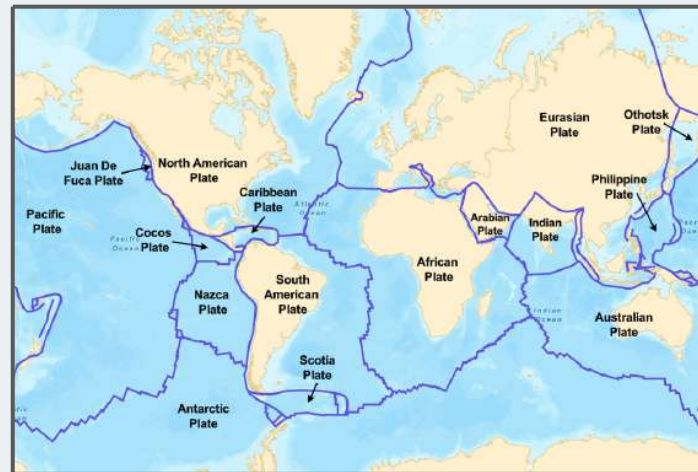 Othotsk
Plate
Eurasian
Plate
Juan De
Fuca Plate
North American
Plate
Caribbean
Plate
Philippine
Plate
Atlantic
Ocean
Pacific
Plate
Cocos
Plate
Pacific
Ocean
Arabian
Plate
Indian
Plate
African
Plate
Nazca
Plate
South
American
Plate
Indian
Ocean
Australian
Plate
Scotia
Plate
Antarctic
Plate